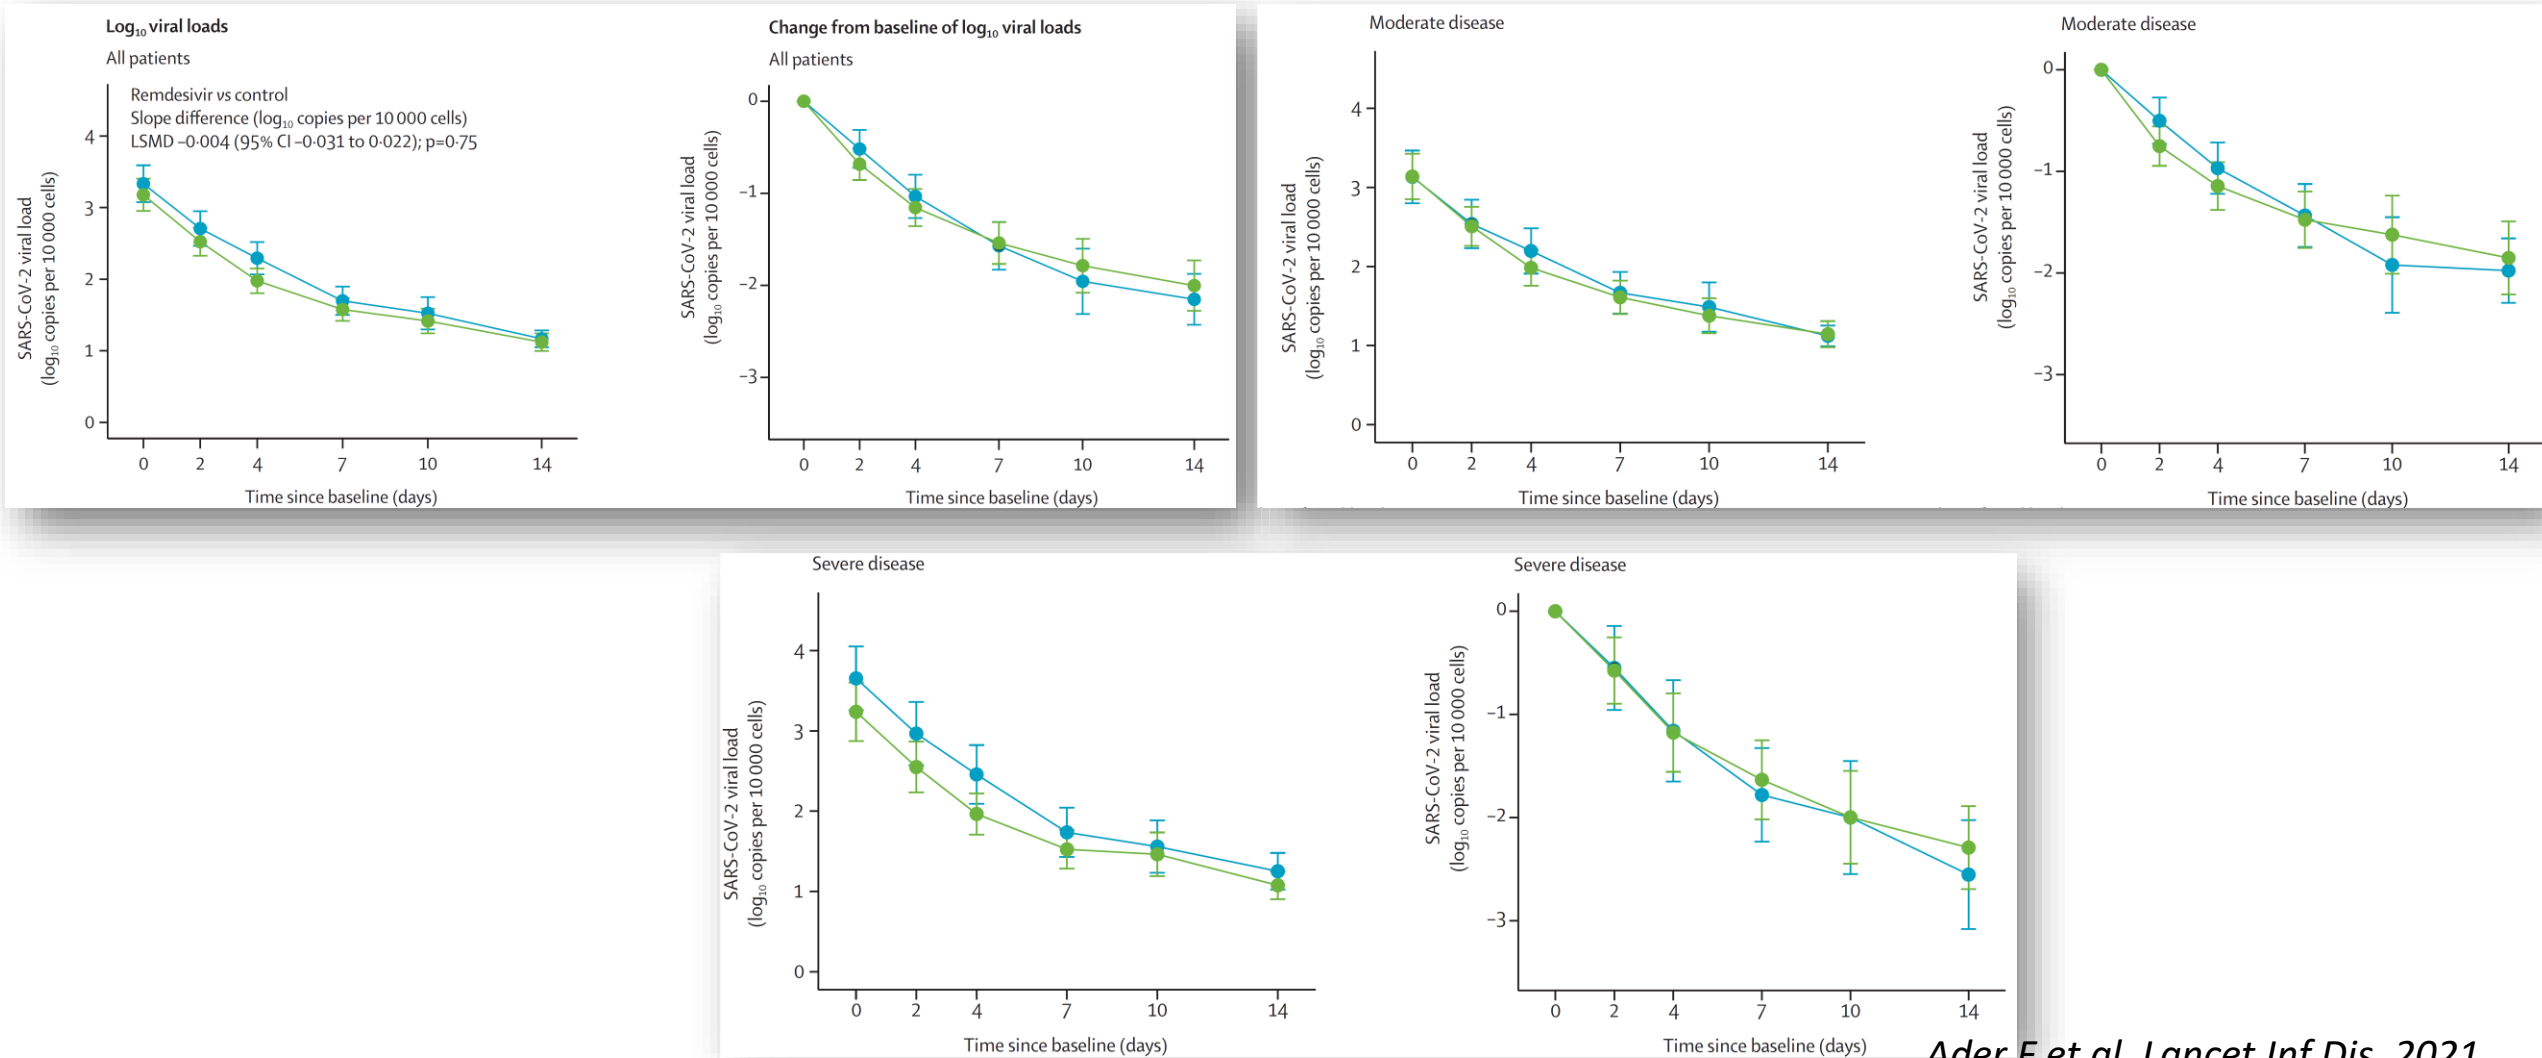 Log₁₀ viral loads
All patients
Remdesivir vs control
Slope difference (log₁₀ copies per 10 000 cells)
LSMD –0·004 (95% CI –0·031 to 0·022); p=0·75
SARS-CoV-2 viral load
(log₁₀ copies per 10 000 cells)
4
3
2
1
0
0 2 4 7 10 14
Time since baseline (days)
Change from baseline of log₁₀ viral loads
All patients
SARS-CoV-2 viral load
(log₁₀ copies per 10 000 cells)
0
–1
–2
–3
0 2 4 7 10 14
Time since baseline (days)
Moderate disease
SARS-CoV-2 viral load
(log₁₀ copies per 10 000 cells)
4
3
2
1
0
0 2 4 7 10 14
Time since baseline (days)
Moderate disease
SARS-CoV-2 viral load
(log₁₀ copies per 10 000 cells)
0
–1
–2
–3
0 2 4 7 10 14
Time since baseline (days)
Severe disease
SARS-CoV-2 viral load
(log₁₀ copies per 10 000 cells)
4
3
2
1
0
0 2 4 7 10 14
Time since baseline (days)
Severe disease
SARS-CoV-2 viral load
(log₁₀ copies per 10 000 cells)
0
–1
–2
–3
0 2 4 7 10 14
Time since baseline (days)
Ader F et al. Lancet Inf Dis. 2021